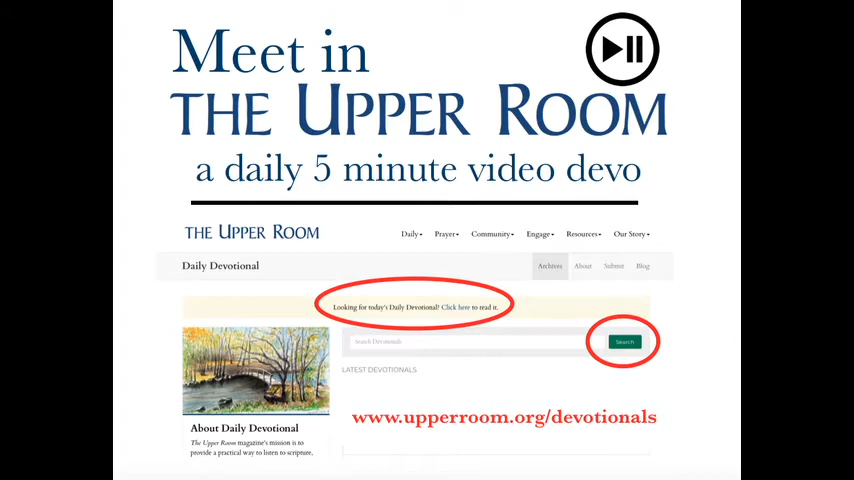 Meet in
THE UPPER ROOM
a daily 5 minute video devo
THE UPPER ROOM
Daily Prayer Community Engage Resources Our Story
Daily Devotional
Archives About Submit Blog
Looking for today's Daily Devotional? Click here to read it.
Search Devotionals Search
LATEST DEVOTIONALS
www.upperroom.org/devotionals
About Daily Devotional
The Upper Room magazine's mission is to
provide a practical way to listen to scripture,